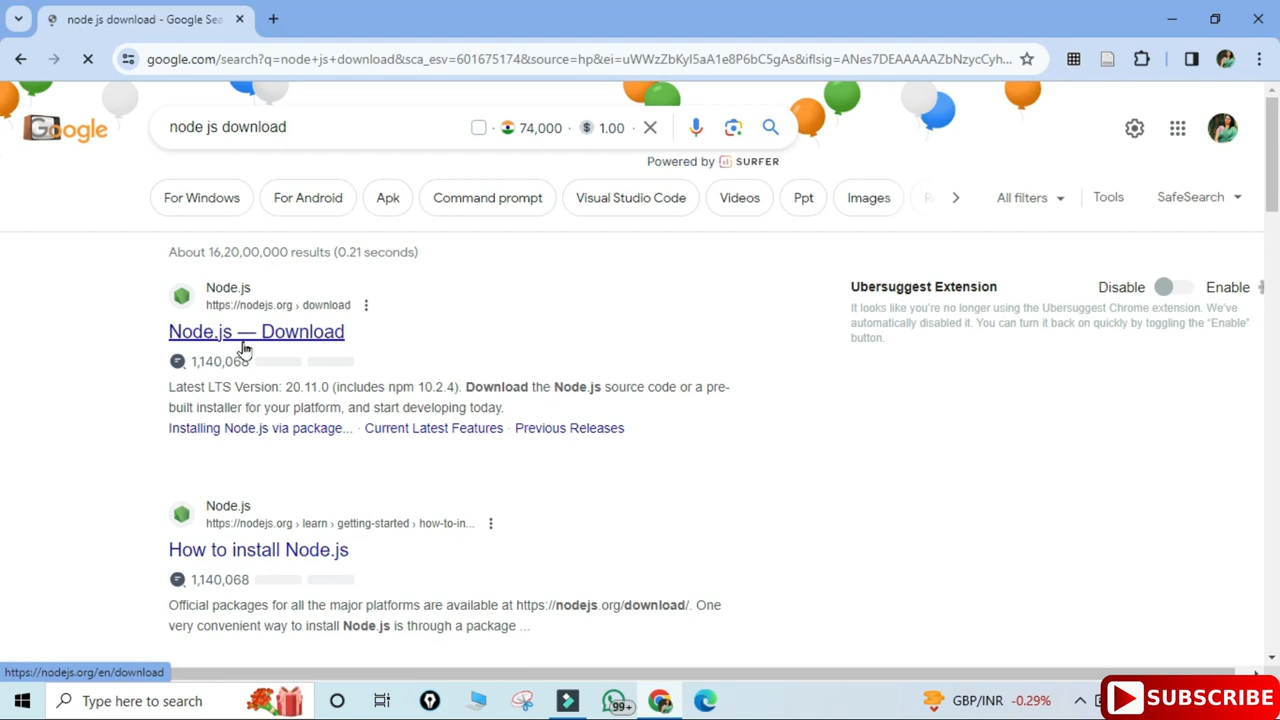 node js download - Google Sea
google.com/search?q=node+js+download&sca_esv=601675174&source=hp&ei=uWWzZbKyI5aA1e8P6bC5gAs&iflsig=ANes7DEAAAAAZbNzycCyh...
Google
node js download
74,000 · $ 1.00 ·
Powered by SURFER
For Windows
For Android
Apk
Command prompt
Visual Studio Code
Videos
Ppt
Images
All filters
Tools
SafeSearch
About 16,20,00,000 results (0.21 seconds)
Node.js
https://nodejs.org › download
Node.js — Download
1,140,068
Latest LTS Version: 20.11.0 (includes npm 10.2.4). Download the Node.js source code or a pre-
built installer for your platform, and start developing today.
Installing Node.js via package... · Current Latest Features · Previous Releases
Ubersuggest Extension
Disable
Enable
It looks like you're no longer using the Ubersuggest Chrome extension. We've
automatically disabled it. You can turn it back on quickly by toggling the "Enable"
button.
Node.js
https://nodejs.org › learn › getting-started › how-to-in...
How to install Node.js
1,140,068
Official packages for all the major platforms are available at https://nodejs.org/download/. One
very convenient way to install Node.js is through a package ...
https://nodejs.org/en/download
Type here to search
99+
GBP/INR -0.29%
SUBSCRIBE